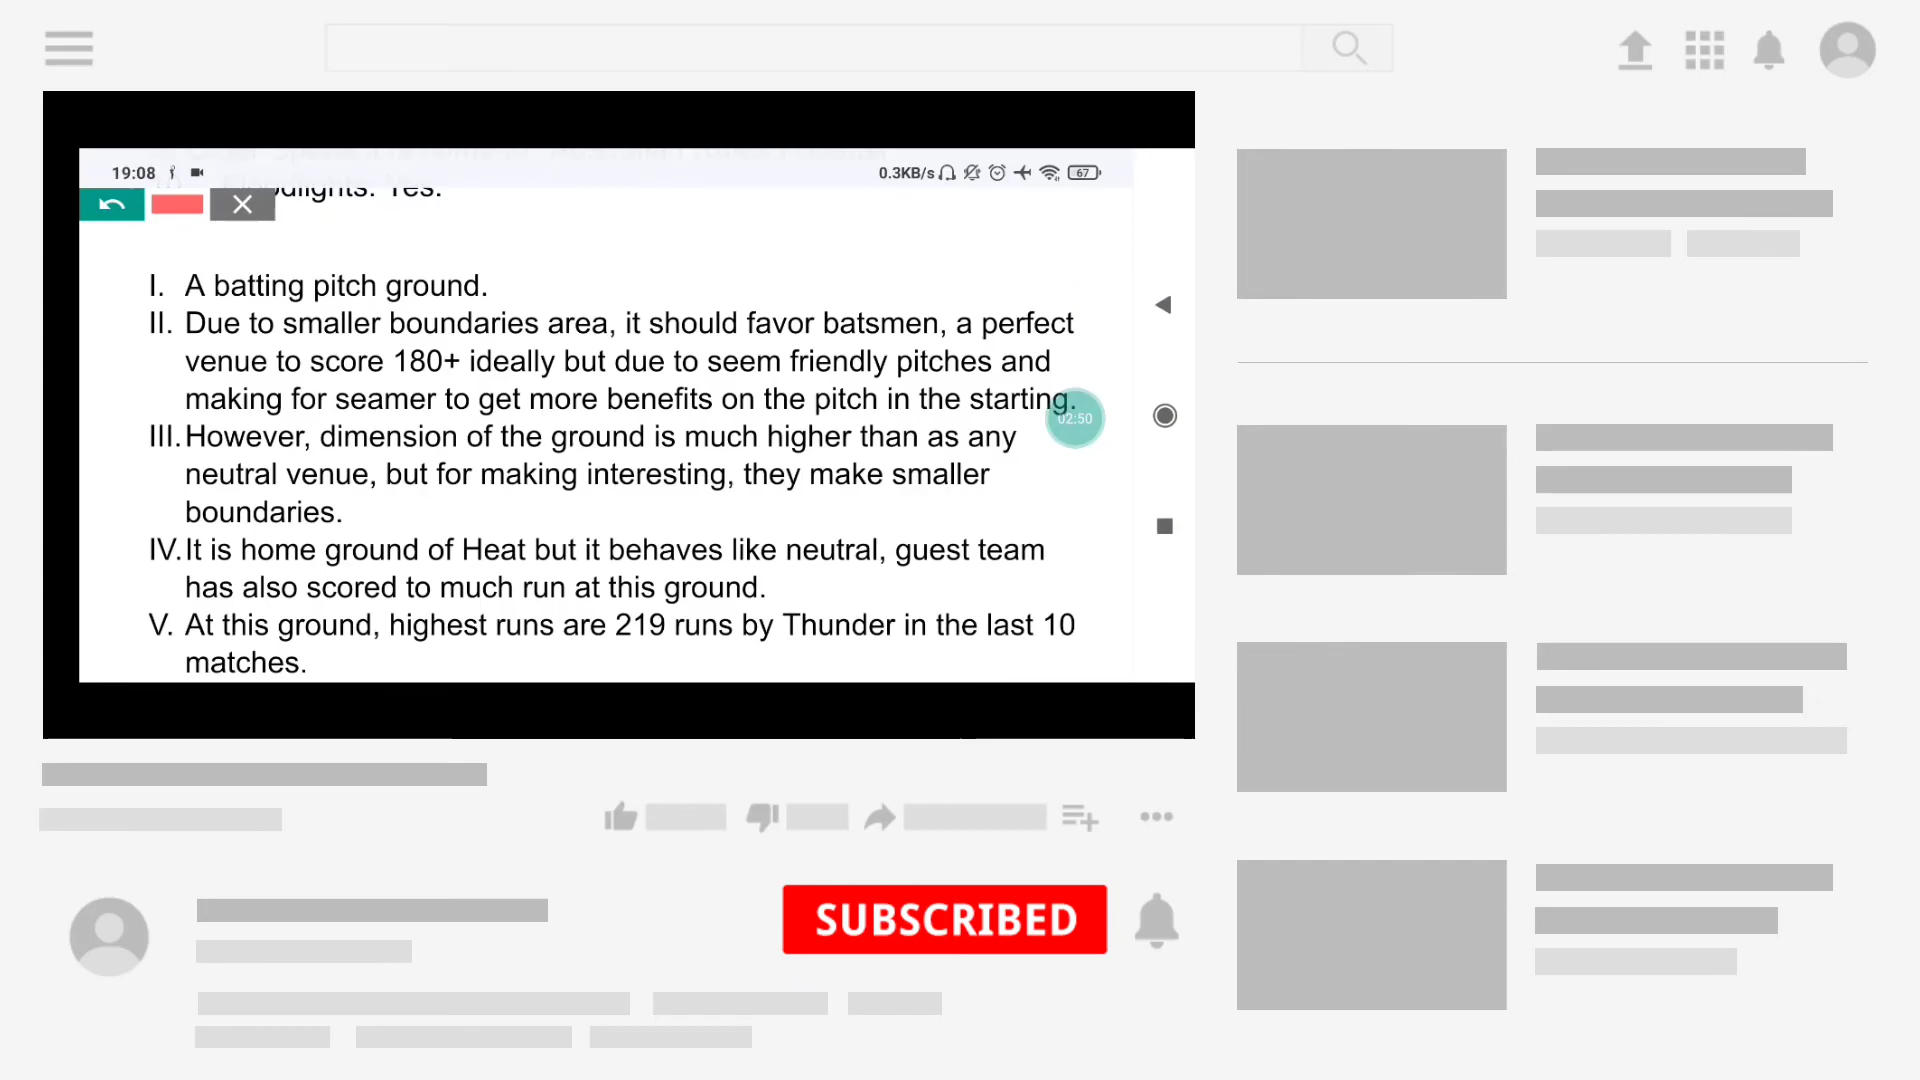 19:08
0.3KB/s
67
Floodlights: Yes.
I. A batting pitch ground.
II. Due to smaller boundaries area, it should favor batsmen, a perfect
venue to score 180+ ideally but due to seem friendly pitches and
making for seamer to get more benefits on the pitch in the starting.
02:50
III. However, dimension of the ground is much higher than as any
neutral venue, but for making interesting, they make smaller
boundaries.
IV. It is home ground of Heat but it behaves like neutral, guest team
has also scored to much run at this ground.
V. At this ground, highest runs are 219 runs by Thunder in the last 10
matches.
SUBSCRIBED